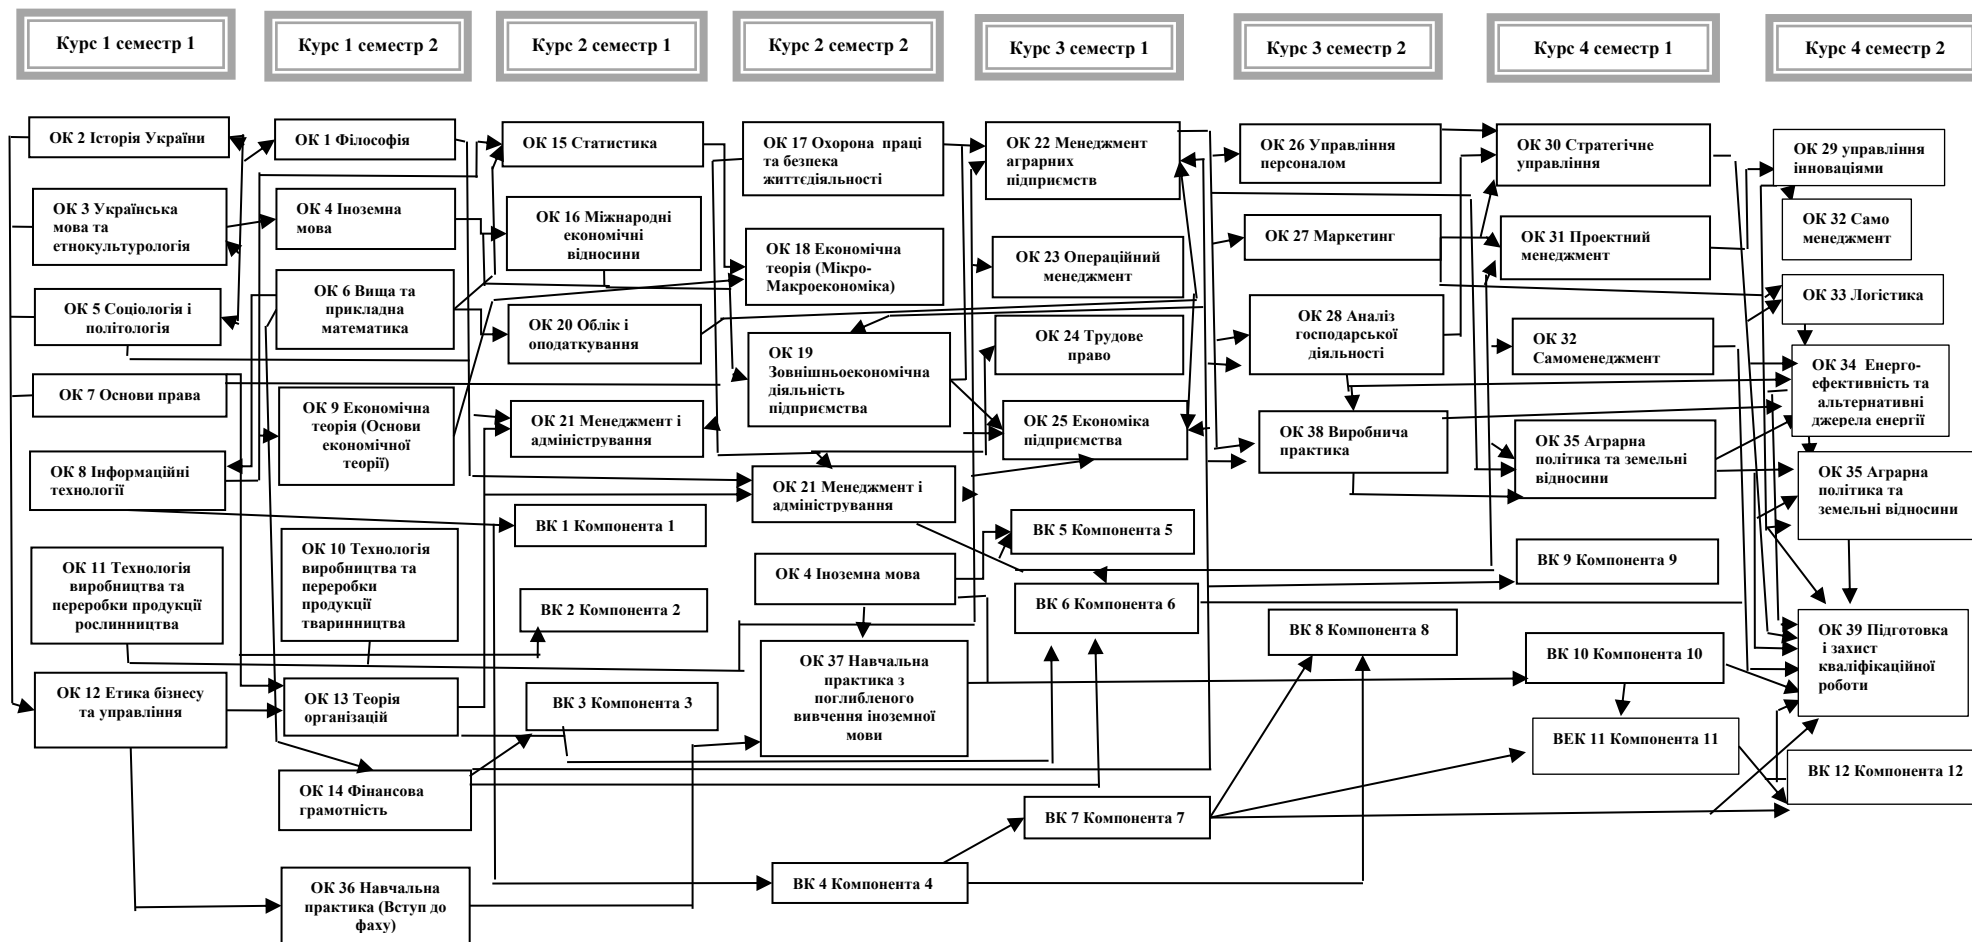 Курс 1 семестр 1
Курс 1 семестр 2
Курс 2 семестр 1
Курс 2 семестр 2
Курс 3 семестр 1
Курс 3 семестр 2
Курс 4 семестр 1
Курс 4 семестр 2
ОК 2 Історія України
ОК 3 Українська
мова та
етнокультурологія
ОК 5 Соціологія і
політологія
ОК 7 Основи права
ОК 8 Інформаційні
технології
ОК 11 Технологія
виробництва та
переробки продукції
рослинництва
ОК 12 Етика бізнесу
та управління
ОК 1 Філософія
ОК 4 Іноземна
мова
ОК 6 Вища та
прикладна
математика
ОК 9 Економічна
теорія (Основи
економічної
теорії)
ОК 10 Технологія
виробництва та
переробки
продукції
тваринництва
ОК 13 Теорія
організацій
ОК 14 Фінансова
грамотність
ОК 36 Навчальна
практика (Вступ до
фаху)
ОК 15 Статистика
ОК 16 Міжнародні
економічні
відносини
ОК 20 Облік і
оподаткування
ОК 21 Менеджмент і
адміністрування
ВК 1 Компонента 1
ВК 2 Компонента 2
ВК 3 Компонента 3
ОК 17 Охорона праці
та безпека
життєдіяльності
ОК 18 Економічна
теорія (Мікро-
Макроекономіка)
ОК 19
Зовнішньоекономічна
діяльність
підприємства
ОК 21 Менеджмент і
адміністрування
ОК 4 Іноземна мова
ОК 37 Навчальна
практика з
поглибленого
вивчення іноземної
мови
ВК 4 Компонента 4
ОК 22 Менеджмент
аграрних
підприємств
ОК 23 Операційний
менеджмент
ОК 24 Трудове
право
ОК 25 Економіка
підприємства
ВК 5 Компонента 5
ВК 6 Компонента 6
ВК 7 Компонента 7
ОК 26 Управління
персоналом
ОК 27 Маркетинг
ОК 28 Аналіз
господарської
діяльності
ОК 38 Виробнича
практика
ВК 8 Компонента 8
ОК 30 Стратегічне
управління
ОК 31 Проектний
менеджмент
ОК 32
Самоменеджмент
ОК 35 Аграрна
політика та земельні
відносини
ВК 9 Компонента 9
ВК 10 Компонента 10
ВЕК 11 Компонента 11
ОК 29 управління
інноваціями
ОК 32 Само
менеджмент
ОК 33 Логістика
ОК 34 Енерго-
ефективність та
альтернативні
джерела енергії
ОК 35 Аграрна
політика та
земельні відносини
ОК 39 Підготовка
і захист
кваліфікаційної
роботи
ВК 12 Компонента 12